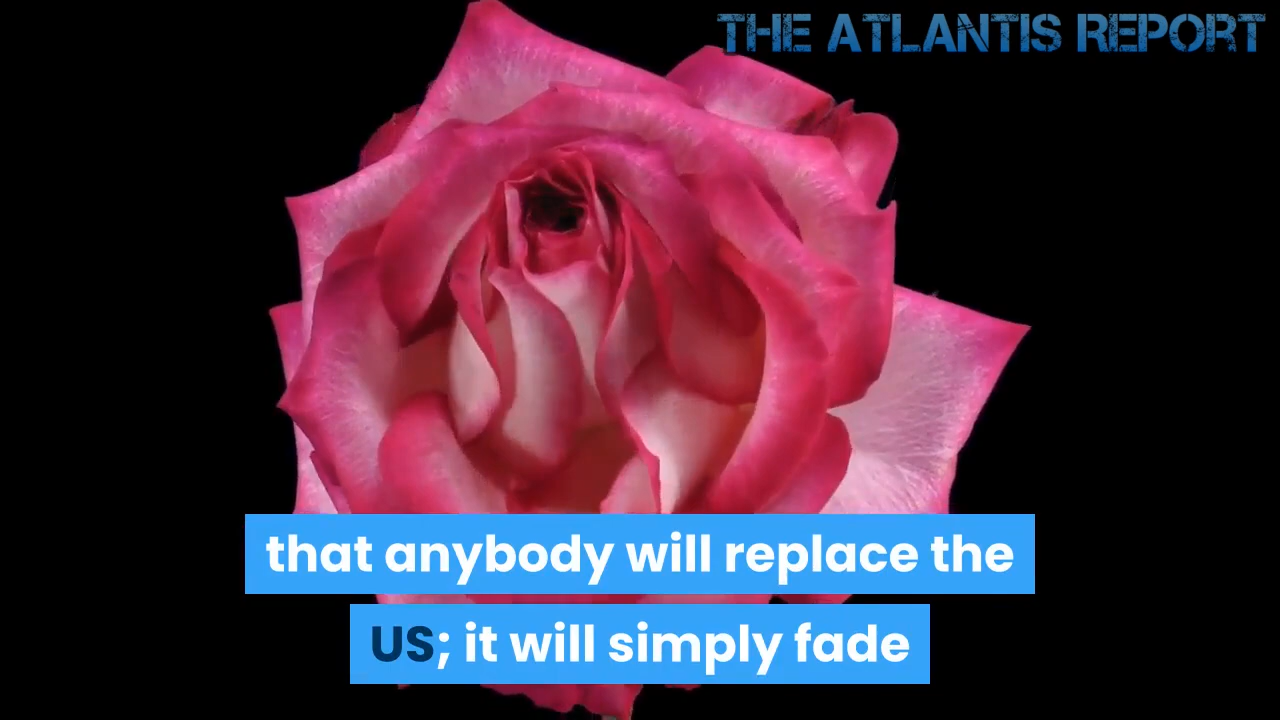 THE ATLANTIS REPORT
that anybody will replace the
US; it will simply fade